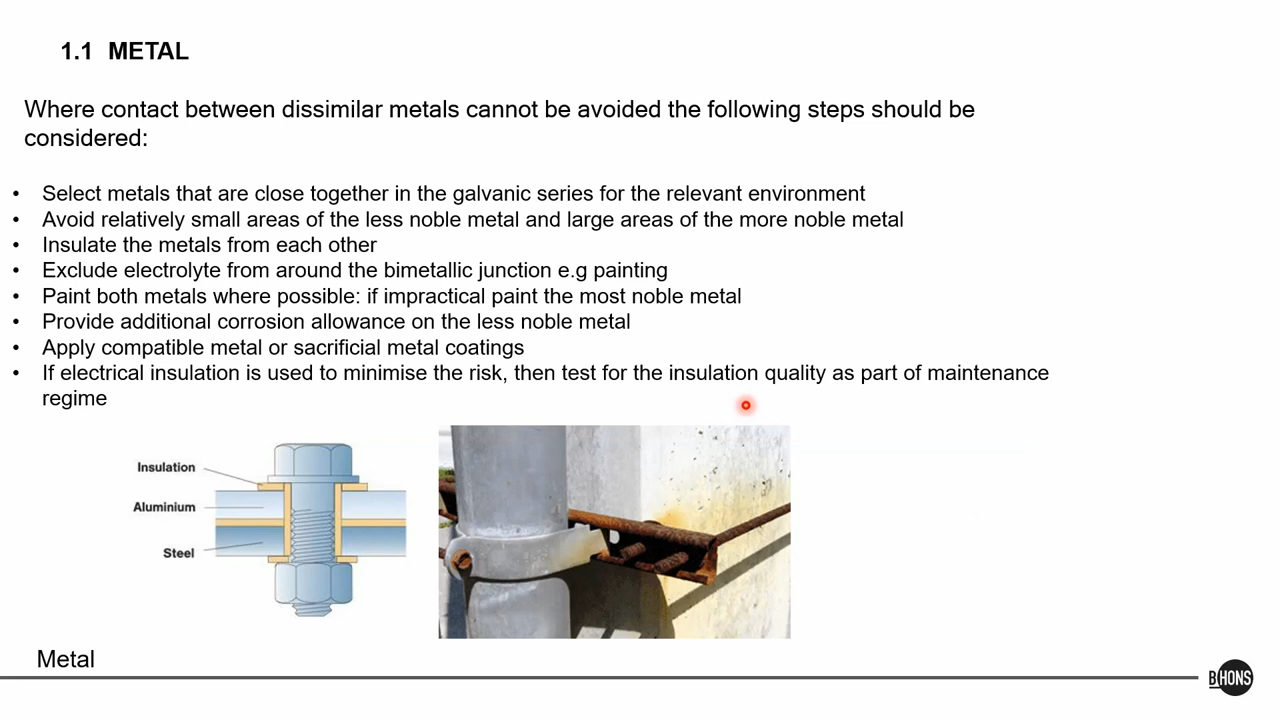 1.1 METAL
Where contact between dissimilar metals cannot be avoided the following steps should be
considered:
• Select metals that are close together in the galvanic series for the relevant environment
• Avoid relatively small areas of the less noble metal and large areas of the more noble metal
• Insulate the metals from each other
• Exclude electrolyte from around the bimetallic junction e.g painting
• Paint both metals where possible: if impractical paint the most noble metal
• Provide additional corrosion allowance on the less noble metal
• Apply compatible metal or sacrificial metal coatings
• If electrical insulation is used to minimise the risk, then test for the insulation quality as part of maintenance
regime
Insulation
Aluminium
Steel
Metal
B|HONS